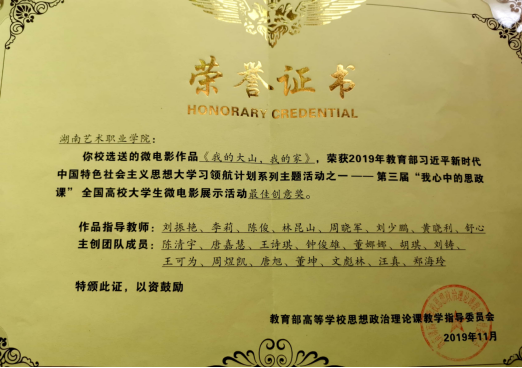 荣誉证书
HONORARY CREDENTIAL
湖南艺术职业学院：
你校选送的微电影作品《我的大山，我的家》，荣获2019年教育部习近平新时代
中国特色社会主义思想大学习领航计划系列主题活动之一——第三届“我心中的思政
课”全国高校大学生微电影展示活动最佳创意奖。
作品指导教师：刘振艳、李莉、陈俊、林昆山、周晓军、刘少鹏、黄晓利、舒心
主创团队成员：陈清宇、唐嘉慧、王诗琪、钟俊雄、董娜娜、胡琪、刘铸、
王可为、周煜凯、唐旭、董坤、文彪林、汪真、郑海玲
特颁此证，以资鼓励
教育部高等学校思想政治理论课教学指导委员会
2019年11月